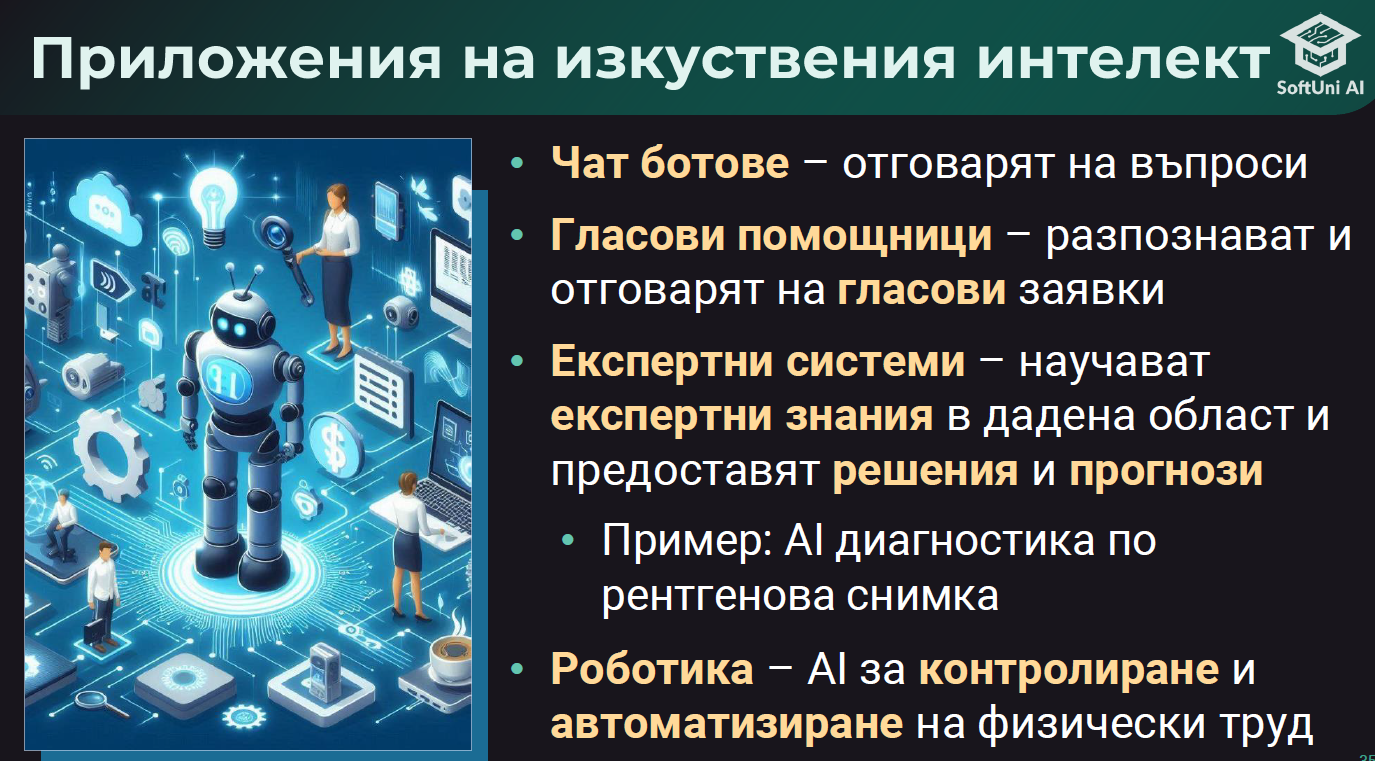 Приложения на изкуствения интелект
SoftUni AI
• Чат ботове – отговарят на въпроси
• Гласови помощници – разпознават и
отговарят на гласови заявки
• Експертни системи – научават
експертни знания в дадена област и
предоставят решения и прогнози
• Пример: AI диагностика по
рентгенова снимка
• Роботика – AI за контролиране и
автоматизиране на физически труд